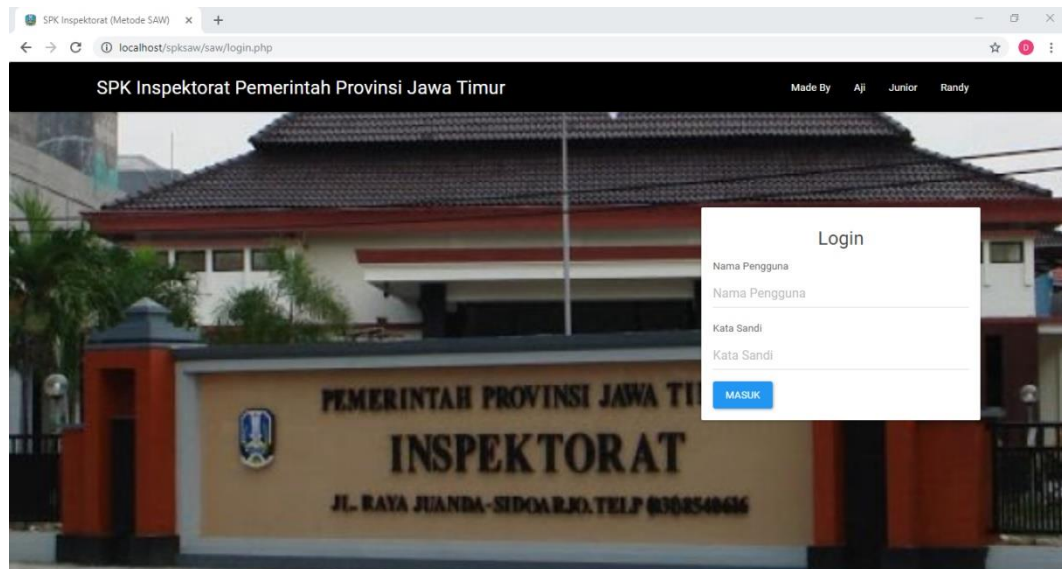 SPK Inspektorat (Metode SAW)
localhost/spksaw/saw/login.php
D
SPK Inspektorat Pemerintah Provinsi Jawa Timur
Made By Aji Junior Randy
Login
Nama Pengguna
Nama Pengguna
Kata Sandi
Kata Sandi
MASUK
PEMERINTAH PROVINSI JAWA TI
INSPEKTORAT
JL. RAYA JUANDA-SIDOARJO. TELP